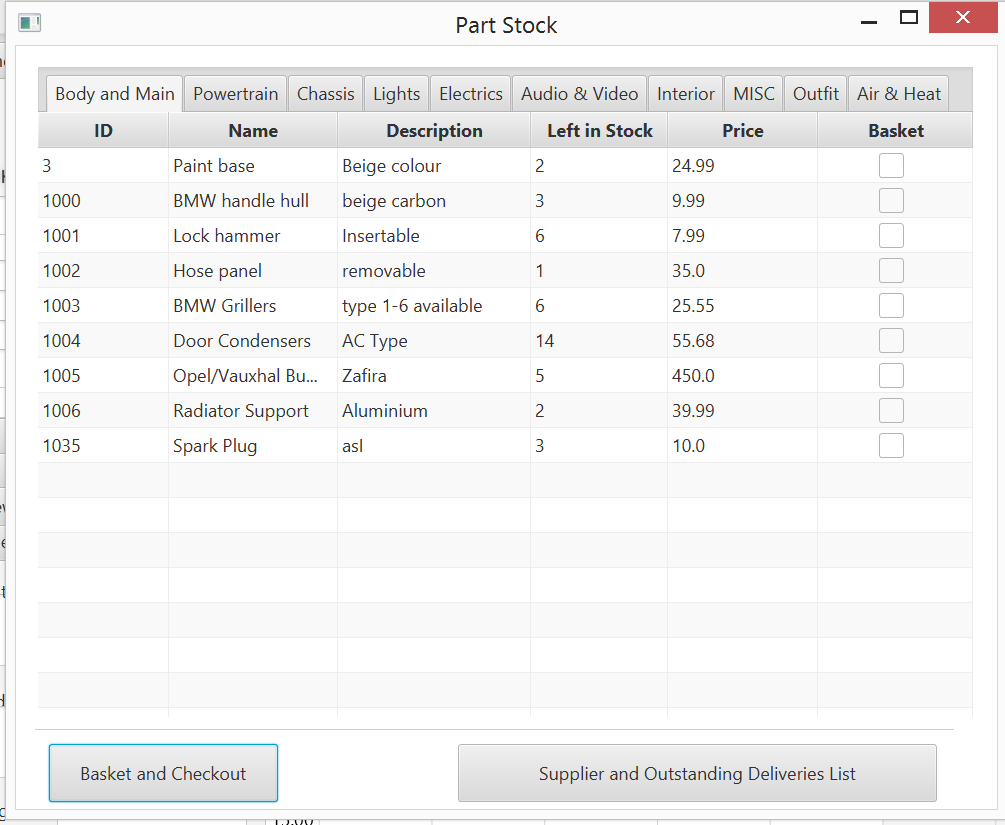 Part Stock
Body and Main Powertrain Chassis Lights Electrics Audio & Video Interior MISC Outfit Air & Heat
ID Name Description Left in Stock Price Basket
3 Paint base Beige colour 2 24.99
1000 BMW handle hull beige carbon 3 9.99
1001 Lock hammer Insertable 6 7.99
1002 Hose panel removable 1 35.0
1003 BMW Grillers type 1-6 available 6 25.55
1004 Door Condensers AC Type 14 55.68
1005 Opel/Vauxhal Bu... Zafira 5 450.0
1006 Radiator Support Aluminium 2 39.99
1035 Spark Plug asl 3 10.0
Basket and Checkout Supplier and Outstanding Deliveries List